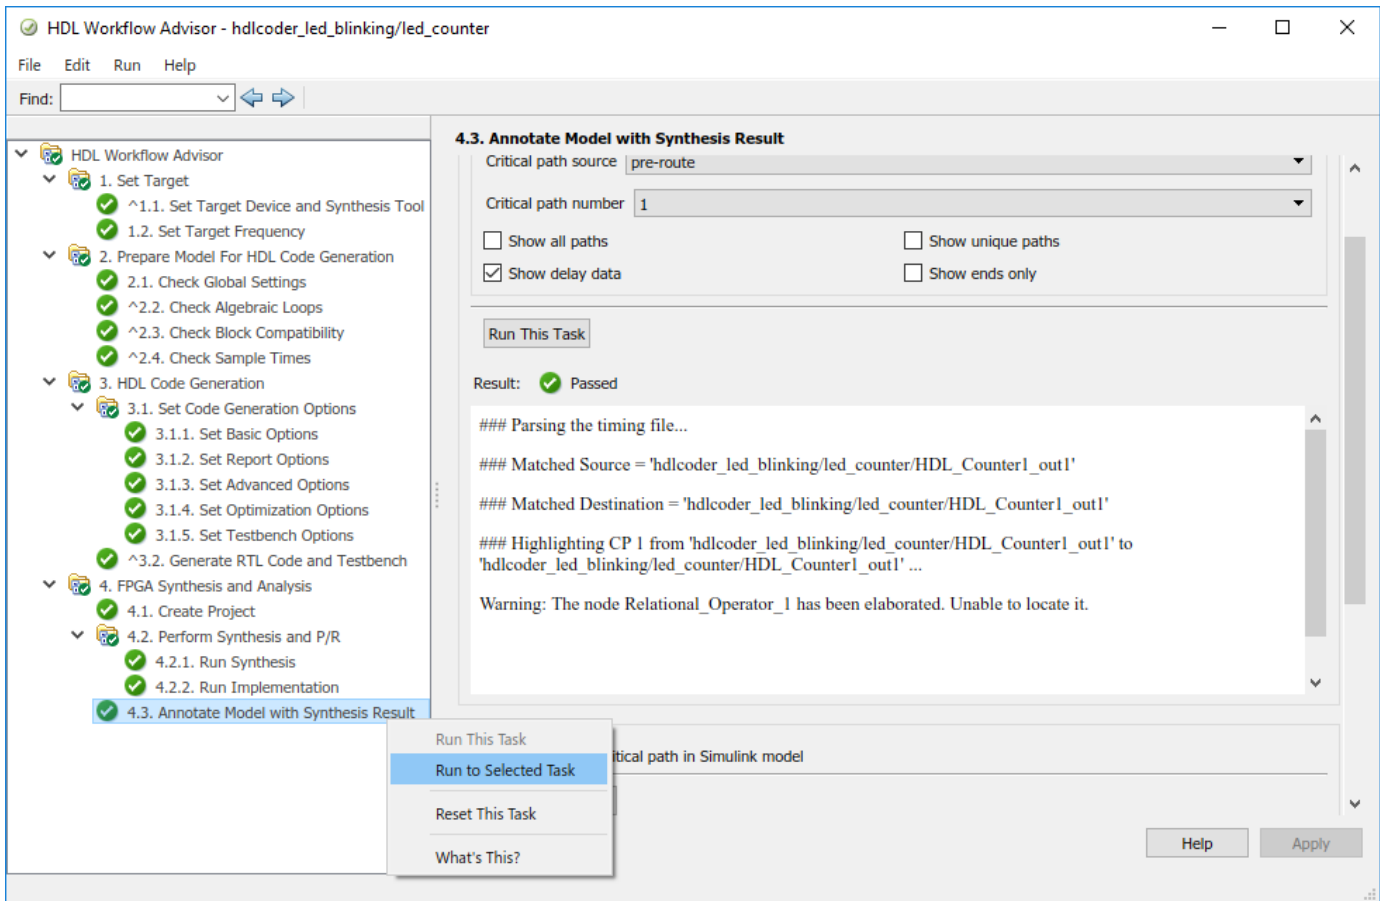 HDL Workflow Advisor - hdlcoder_led_blinking/led_counter
File Edit Run Help
Find:
HDL Workflow Advisor
1. Set Target
^1.1. Set Target Device and Synthesis Tool
1.2. Set Target Frequency
2. Prepare Model For HDL Code Generation
2.1. Check Global Settings
^2.2. Check Algebraic Loops
^2.3. Check Block Compatibility
^2.4. Check Sample Times
3. HDL Code Generation
3.1. Set Code Generation Options
3.1.1. Set Basic Options
3.1.2. Set Report Options
3.1.3. Set Advanced Options
3.1.4. Set Optimization Options
3.1.5. Set Testbench Options
^3.2. Generate RTL Code and Testbench
4. FPGA Synthesis and Analysis
4.1. Create Project
4.2. Perform Synthesis and P/R
4.2.1. Run Synthesis
4.2.2. Run Implementation
4.3. Annotate Model with Synthesis Result
Run This Task
Run to Selected Task
Reset This Task
What's This?
4.3. Annotate Model with Synthesis Result
Critical path source pre-route
Critical path number 1
Show all paths Show unique paths
Show delay data Show ends only
Run This Task
Result: Passed
### Parsing the timing file...
### Matched Source = 'hdlcoder_led_blinking/led_counter/HDL_Counter1_out1'
### Matched Destination = 'hdlcoder_led_blinking/led_counter/HDL_Counter1_out1'
### Highlighting CP 1 from 'hdlcoder_led_blinking/led_counter/HDL_Counter1_out1' to
'hdlcoder_led_blinking/led_counter/HDL_Counter1_out1' ...
Warning: The node Relational_Operator_1 has been elaborated. Unable to locate it.
itical path in Simulink model
Help Apply